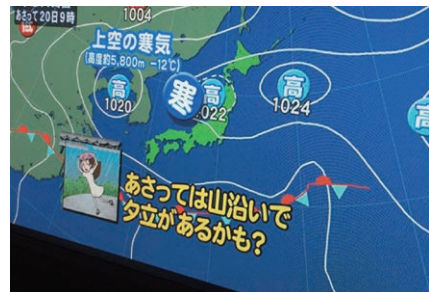 あさって20日9時
1004
低
上空の寒気
(高度約5,800m -12℃)
高
1020
寒
高
1022
高
1024
高
あさっては山沿いで
夕立があるかも?